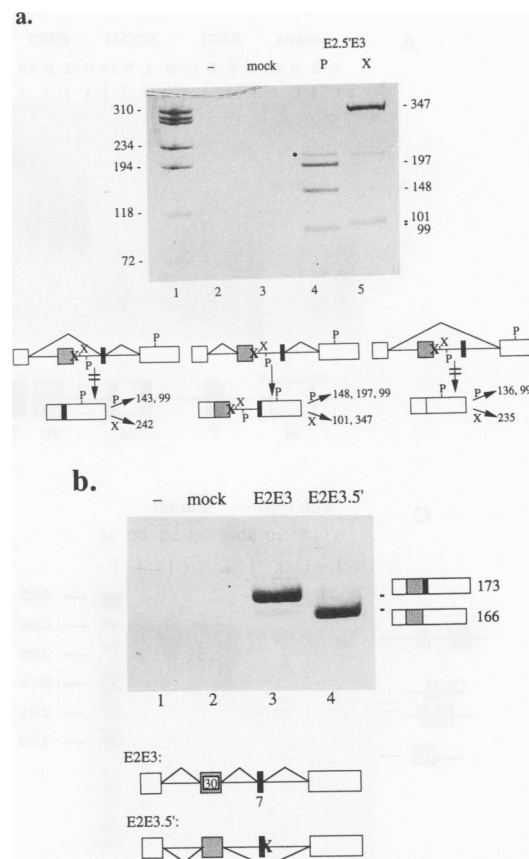 a.
E2.5'E3
mock P X
310 -
234 -
194 -
118 -
72 -
- 347
- 197
- 148
101
99
1 2 3 4 5
P
X
X
P
P 143, 99
X 242
P
X
X
P
P
P 148, 197, 99
X
X
P
X 101, 347
P
X
X
P
P
P 136, 99
X 235
b.
– mock E2E3 E2E3.5'
173
166
1 2 3 4
E2E3:
30
7
E2E3.5':
X